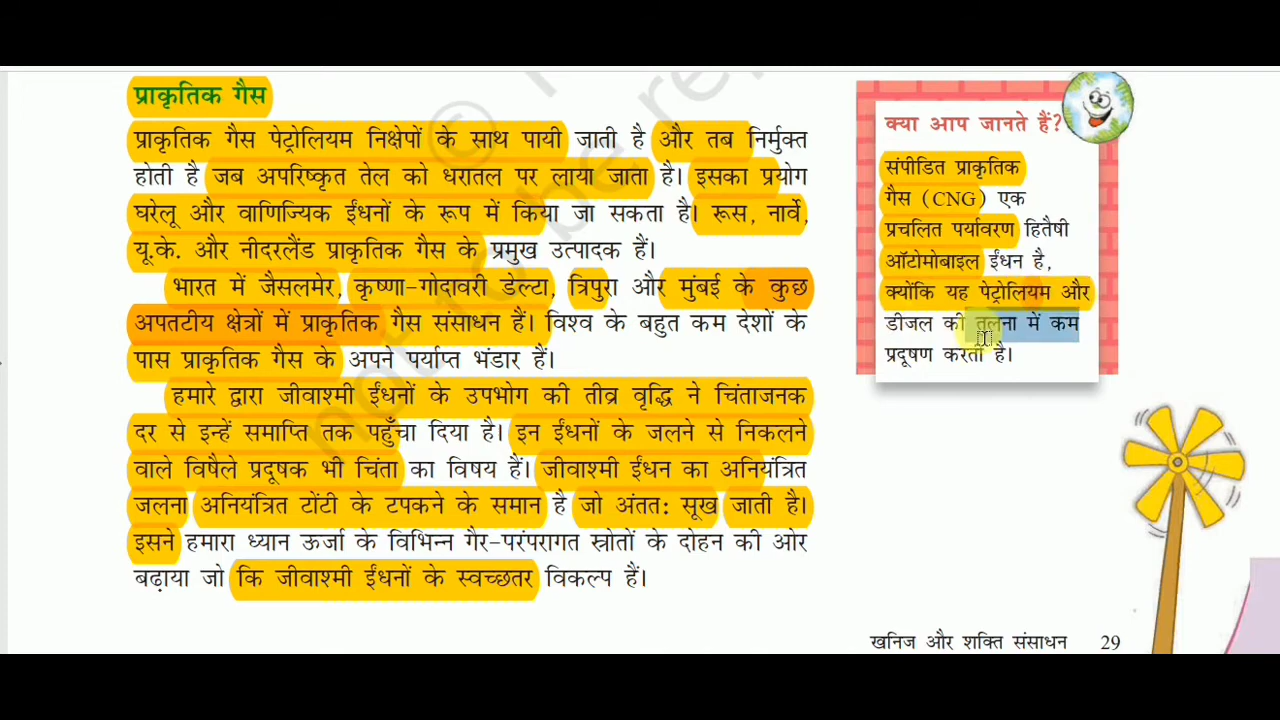 प्राकृतिक गैस
प्राकृतिक गैस पेट्रोलियम निक्षेपों के साथ पायी जाती है और तब निर्मुक्त
होती है जब अपरिष्कृत तेल को धरातल पर लाया जाता है। इसका प्रयोग
घरेलू और वाणिज्यिक ईंधनों के रूप में किया जा सकता है। रूस, नार्वे,
यू.के. और नीदरलैंड प्राकृतिक गैस के प्रमुख उत्पादक हैं।
भारत में जैसलमेर, कृष्णा-गोदावरी डेल्टा, त्रिपुरा और मुंबई के कुछ
अपतटीय क्षेत्रों में प्राकृतिक गैस संसाधन हैं। विश्व के बहुत कम देशों के
पास प्राकृतिक गैस के अपने पर्याप्त भंडार हैं।
हमारे द्वारा जीवाश्मी ईंधनों के उपभोग की तीव्र वृद्धि ने चिंताजनक
दर से इन्हें समाप्ति तक पहुँचा दिया है। इन ईंधनों के जलने से निकलने
वाले विषैले प्रदूषक भी चिंता का विषय हैं। जीवाश्मी ईंधन का अनियंत्रित
जलना अनियंत्रित टोंटी के टपकने के समान है जो अंततः सूख जाती है।
इसने हमारा ध्यान ऊर्जा के विभिन्न गैर-परंपरागत स्त्रोतों के दोहन की ओर
बढ़ाया जो कि जीवाश्मी ईंधनों के स्वच्छतर विकल्प हैं।
क्या आप जानते हैं?
संपीडित प्राकृतिक
गैस (CNG) एक
प्रचलित पर्यावरण हितैषी
ऑटोमोबाइल ईंधन है,
क्योंकि यह पेट्रोलियम और
डीजल की तुलना में कम
प्रदूषण करती है।
खनिज और शक्ति संसाधन 29